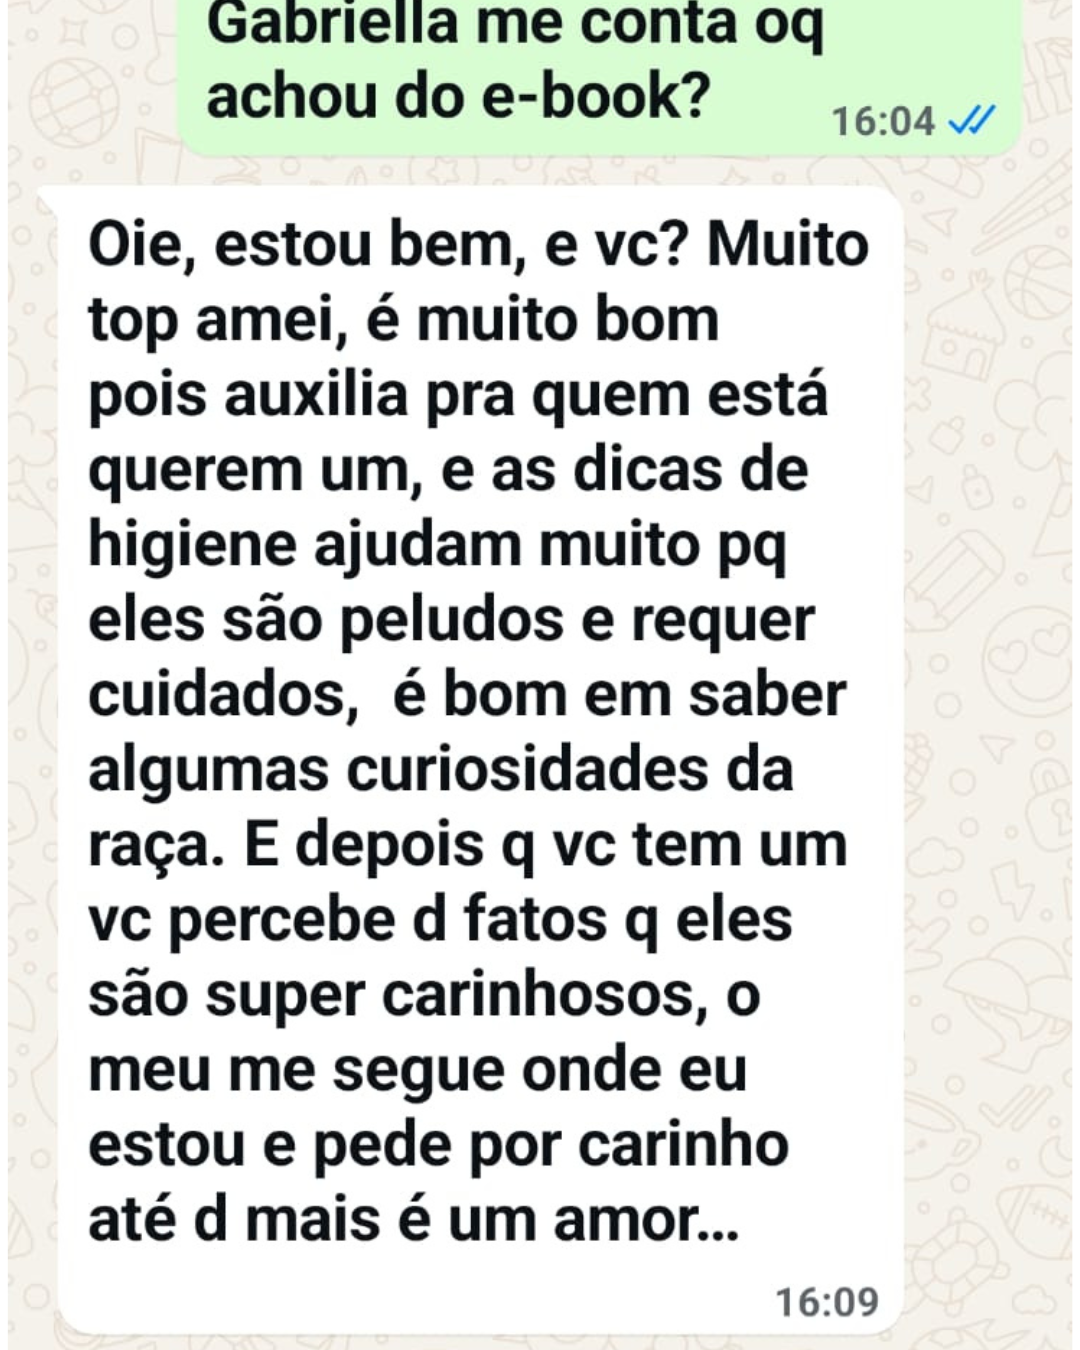 Gabriella me conta oq
achou do e-book?
16:04
Oie, estou bem, e vc? Muito
top amei, é muito bom
pois auxilia pra quem está
querem um, e as dicas de
higiene ajudam muito pq
eles são peludos e requer
cuidados,  é bom em saber
algumas curiosidades da
raça. E depois q vc tem um
vc percebe d fatos q eles
são super carinhosos, o
meu me segue onde eu
estou e pede por carinho
até d mais é um amor...
16:09